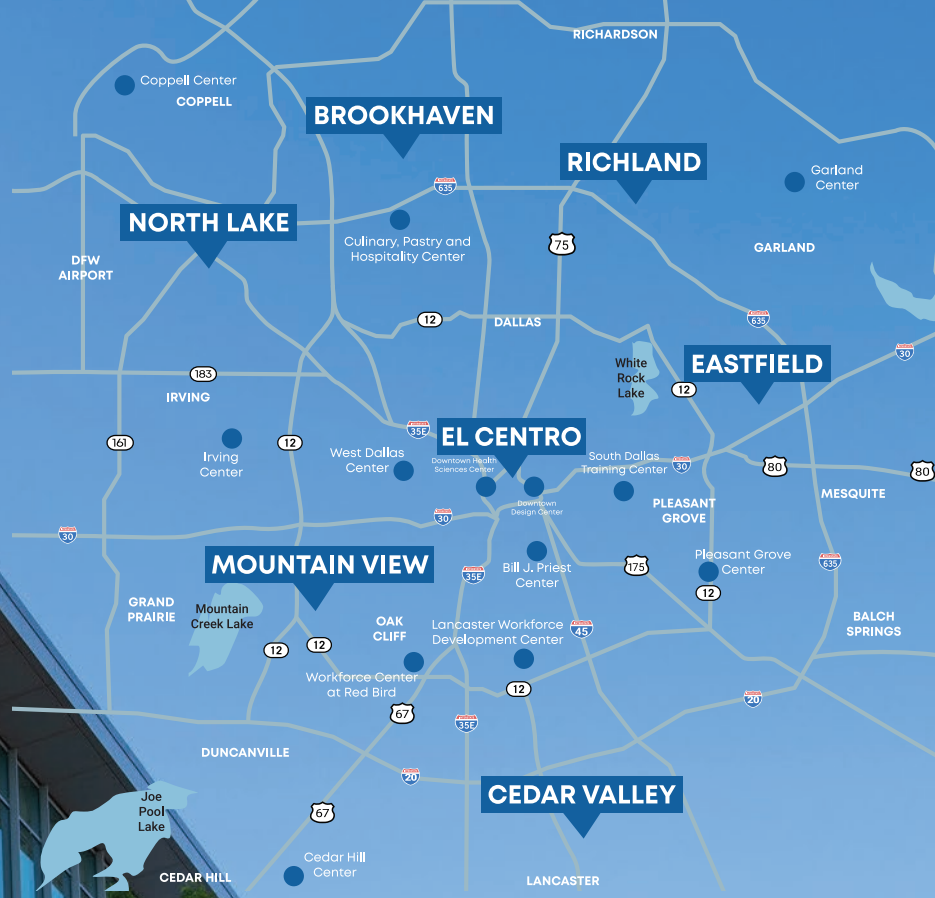 RICHARDSON
Coppell Center
COPPELL
BROOKHAVEN
RICHLAND
Garland
Center
635
NORTH LAKE
Culinary, Pastry and
Hospitality Center
75
GARLAND
DFW
AIRPORT
12
DALLAS
635
30
White
Rock
Lake
EASTFIELD
183
12
IRVING
35E
EL CENTRO
161
12
Irving
Center
West Dallas
Center
Downtown Health
Sciences Center
South Dallas
Training Center
30
80
80
Downtown
Design Center
PLEASANT
GROVE
MESQUITE
30
30
MOUNTAIN VIEW
35E
Bill J. Priest
Center
175
Pleasant Grove
Center
635
12
GRAND
PRAIRIE
Mountain
Creek Lake
OAK
CLIFF
Lancaster Workforce
Development Center
45
BALCH
SPRINGS
12
12
Workforce Center
at Red Bird
12
20
67
35E
DUNCANVILLE
20
CEDAR VALLEY
Joe
Pool
Lake
67
Cedar Hill
Center
CEDAR HILL
LANCASTER